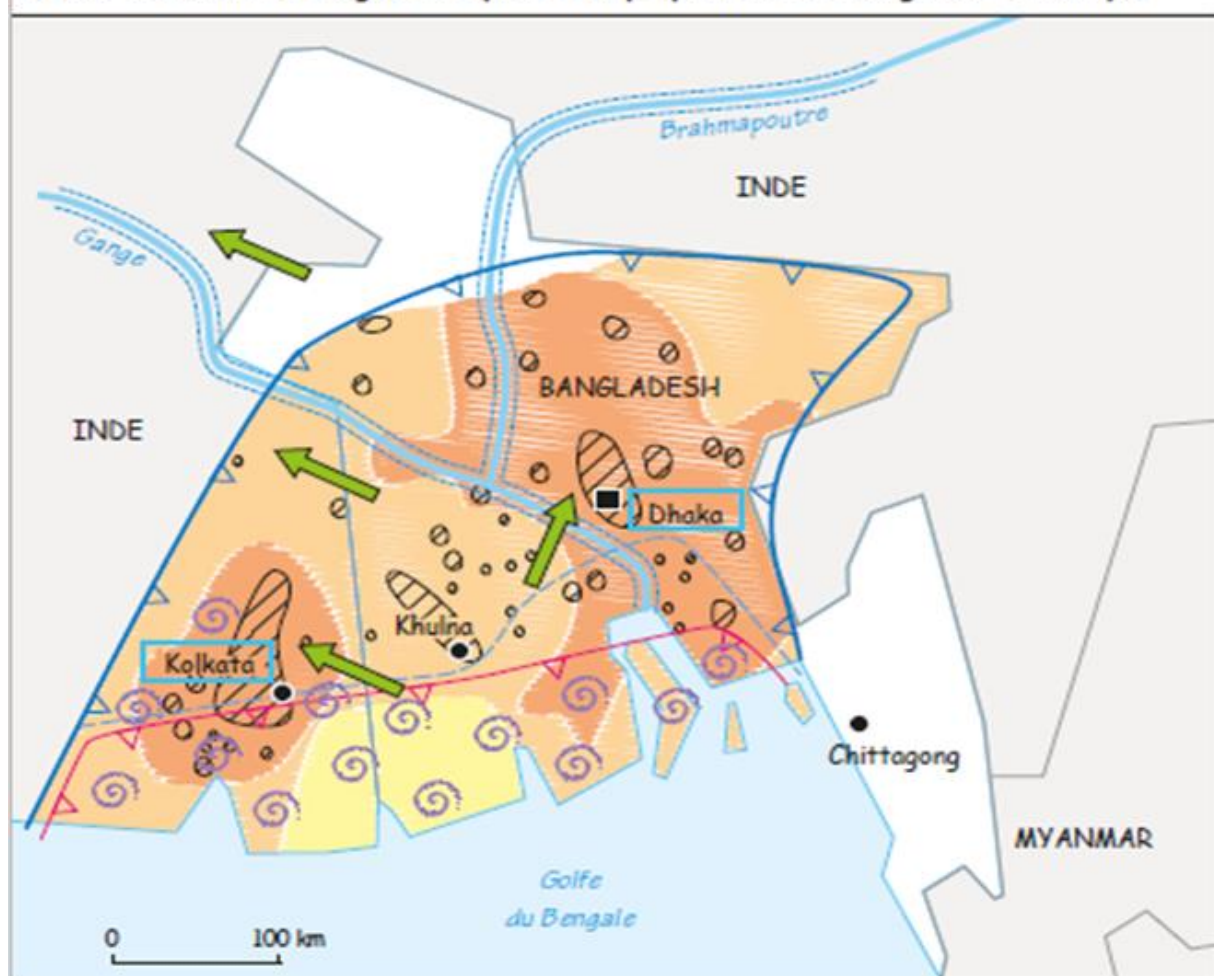 Brahmapoutre
INDE
Gange
BANGLADESH
INDE
Dhaka
Khulna
Kolkata
Chittagong
MYANMAR
Golfe
du Bengale
0 100 km